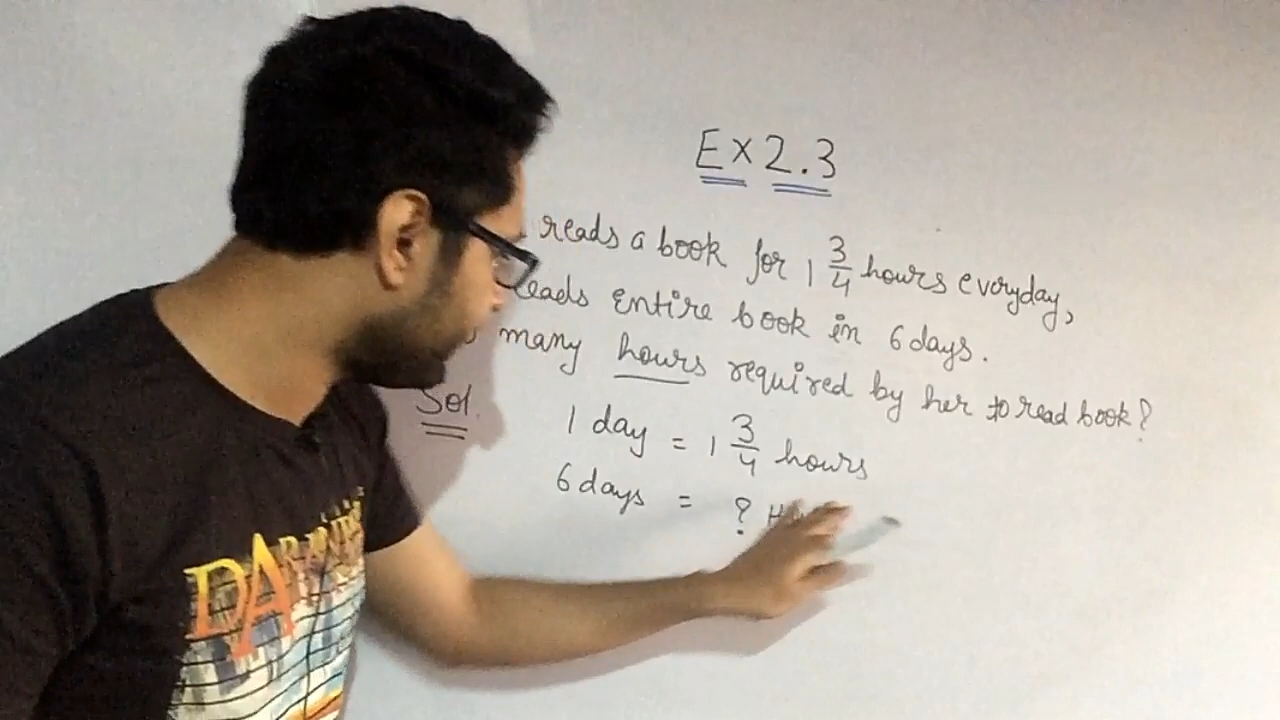 Ex 2.3
reads a book for 1 3/4 hours everyday,
reads entire book in 6 days.
many hours required by her to read book?
Sol.
1 day = 1 3/4 hours
6 days = ?